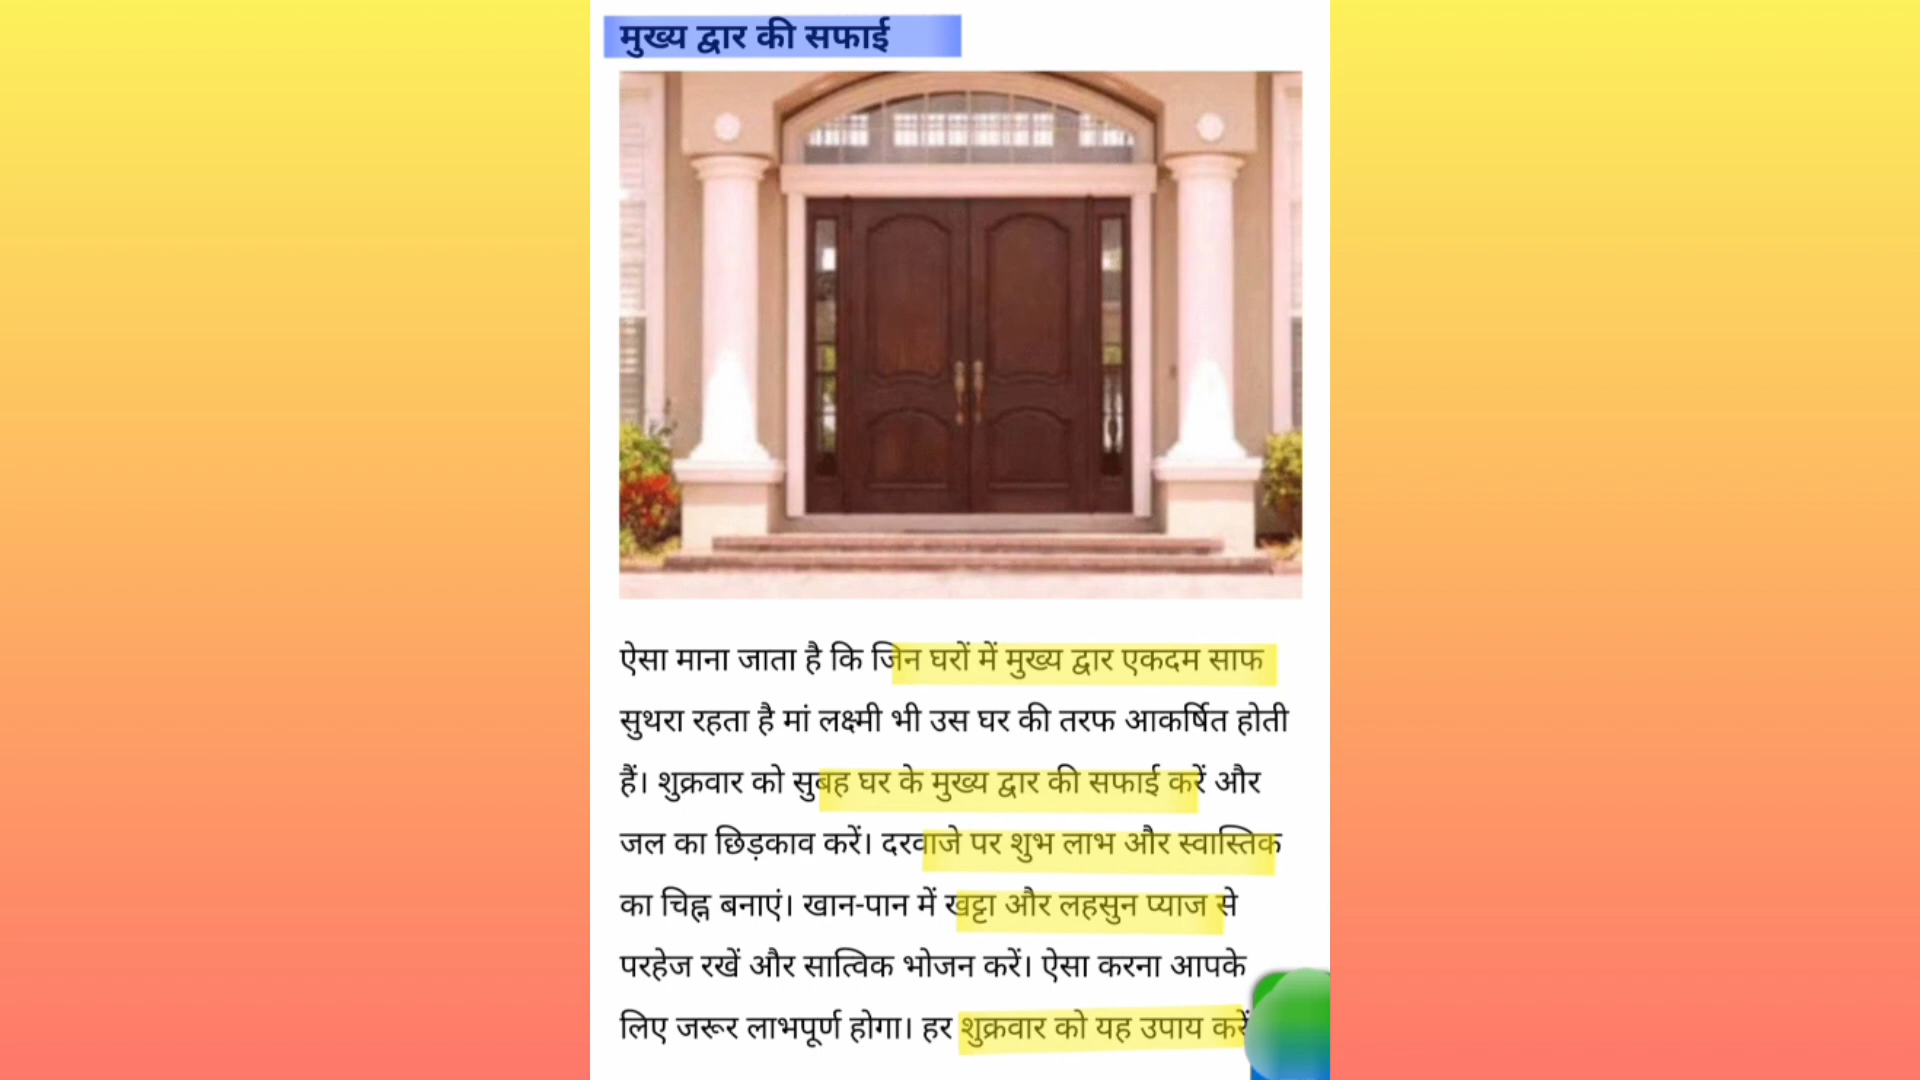 मुख्य द्वार की सफाई
ऐसा माना जाता है कि जिन घरों में मुख्य द्वार एकदम साफ
सुथरा रहता है मां लक्ष्मी भी उस घर की तरफ आकर्षित होती
हैं। शुक्रवार को सुबह घर के मुख्य द्वार की सफाई करें और
जल का छिड़काव करें। दरवाजे पर शुभ लाभ और स्वास्तिक
का चिह्न बनाएं। खान-पान में खट्टा और लहसुन प्याज से
परहेज रखें और सात्विक भोजन करें। ऐसा करना आपके
लिए जरूर लाभपूर्ण होगा। हर शुक्रवार को यह उपाय करें